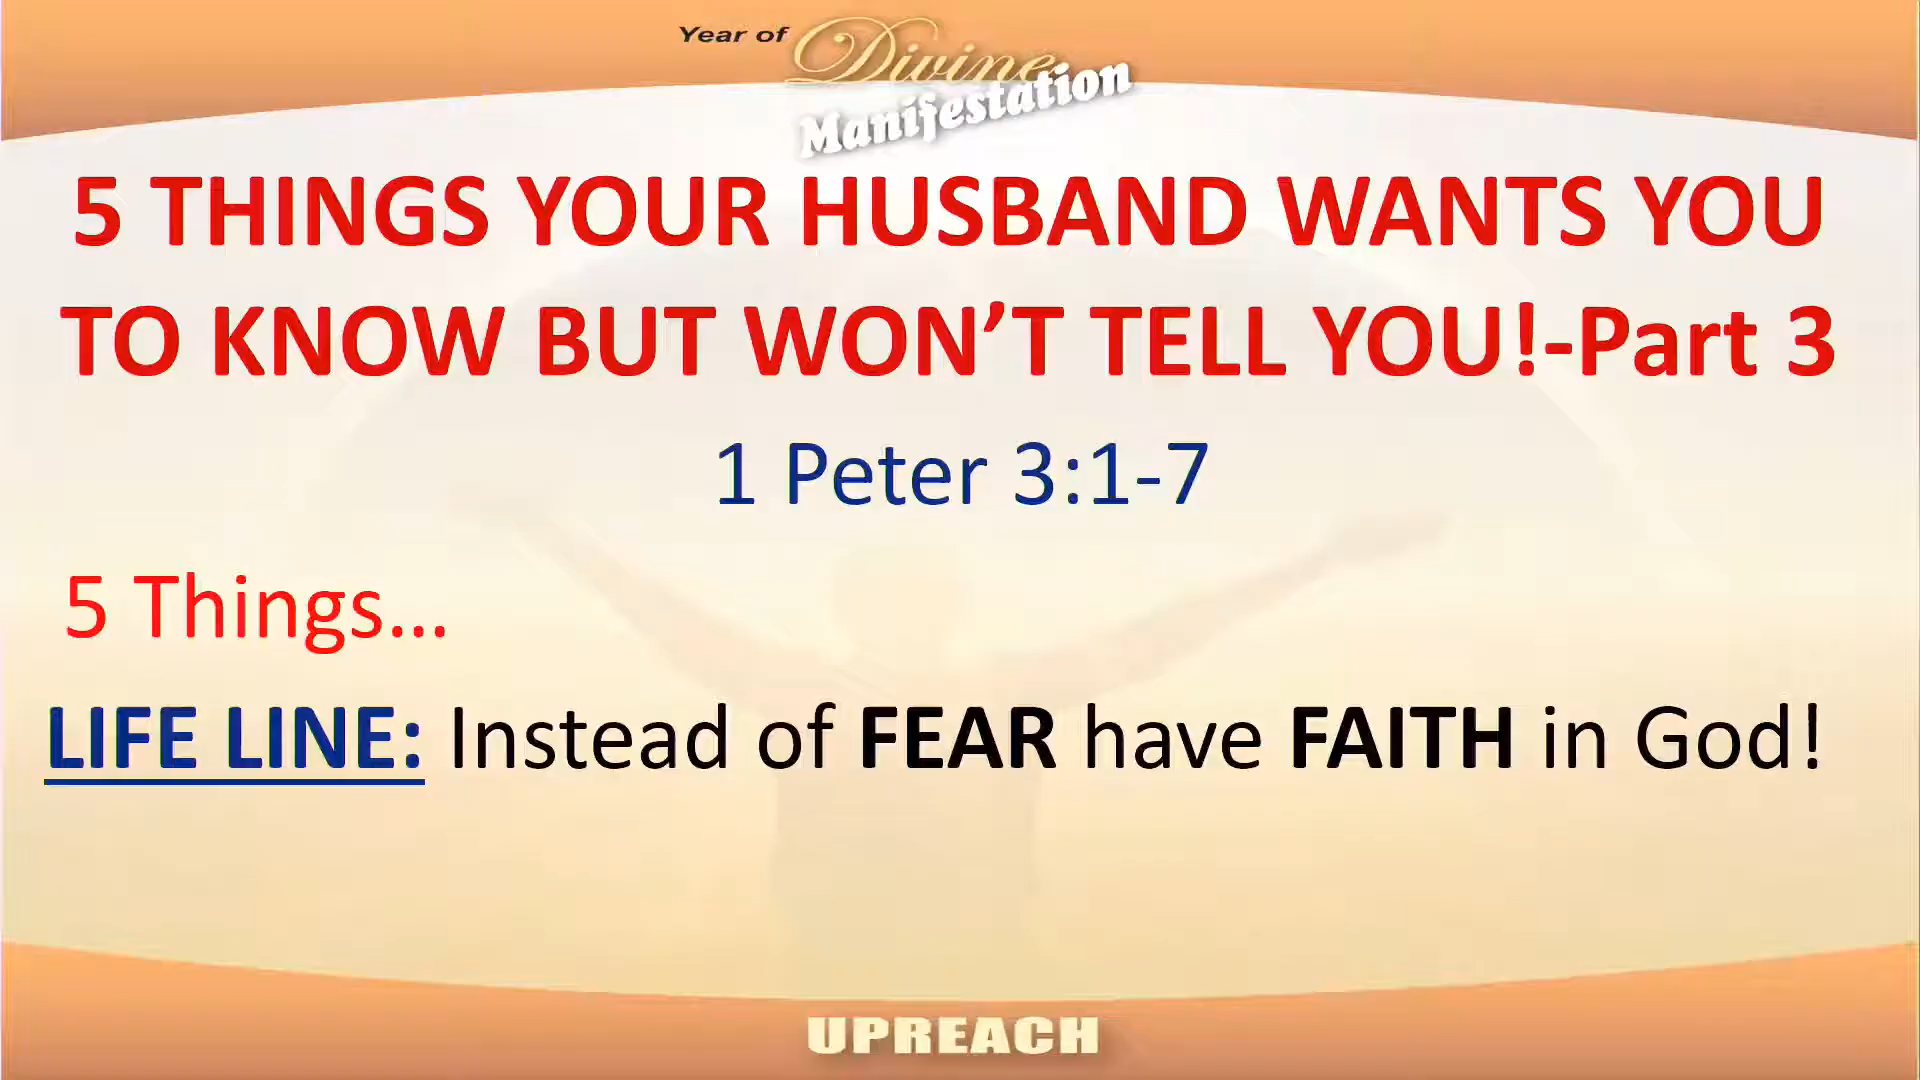 Year of Divine
Manifestation
5 THINGS YOUR HUSBAND WANTS YOU
TO KNOW BUT WON’T TELL YOU!-Part 3
1 Peter 3:1-7
5 Things…
LIFE LINE: Instead of FEAR have FAITH in God!
UPREACH